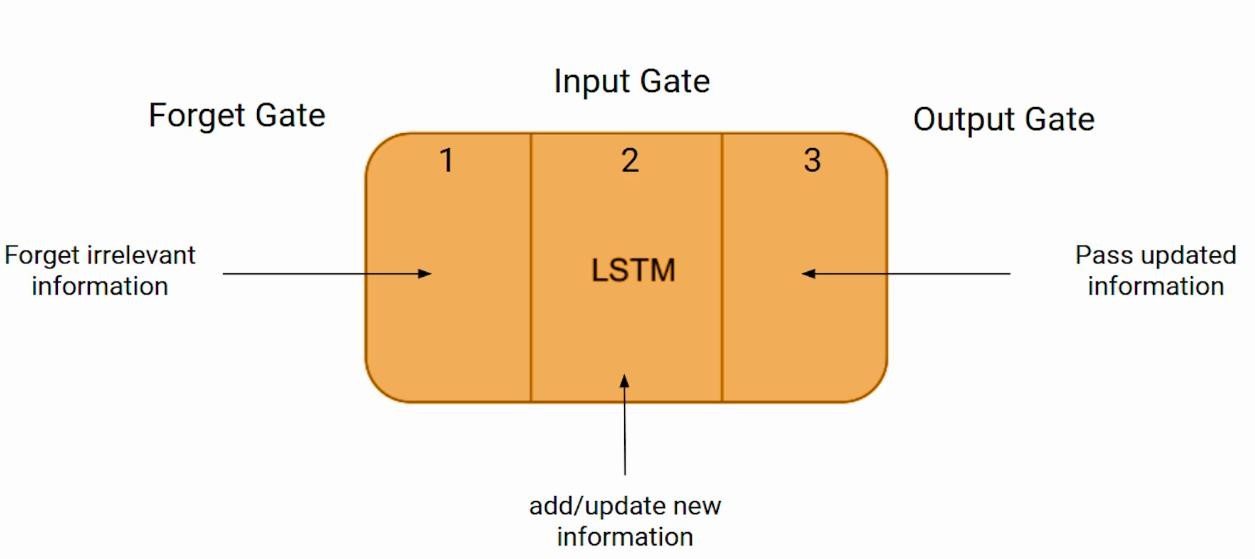 Input Gate
Forget Gate
Output Gate
1
2
3
LSTM
Forget irrelevant
information
Pass updated
information
add/update new
information